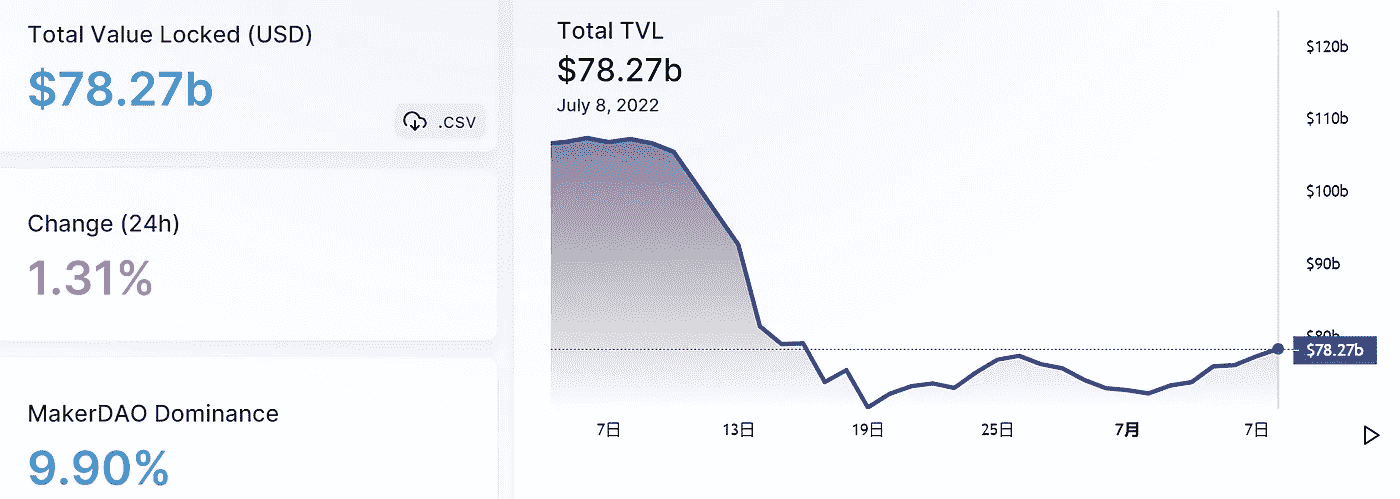 Total Value Locked (USD)
$78.27b
.CSV
Change (24h)
1.31%
MakerDAO Dominance
9.90%
Total TVL
$78.27b
July 8, 2022
$120b
$110b
$100b
$90b
$80b
$78.27b
7日 13日 19日 25日 7月 7日